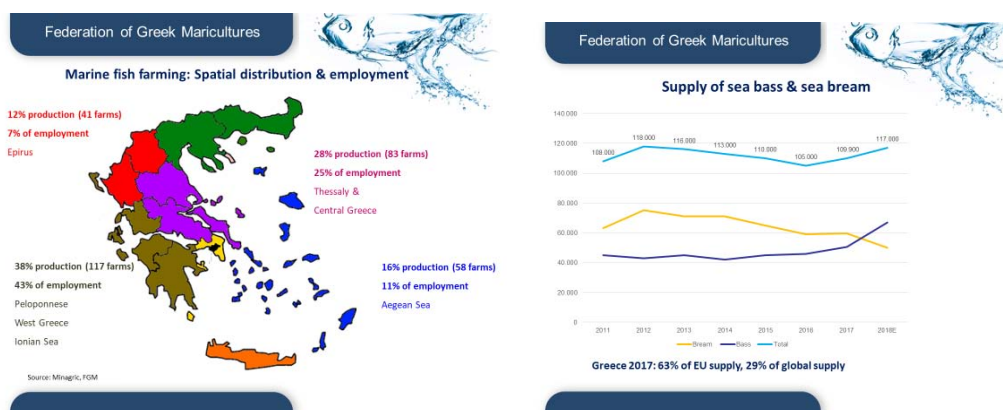 Federation of Greek Maricultures
Marine fish farming: Spatial distribution & employment
12% production (41 farms)
7% of employment
Epirus
28% production (83 farms)
25% of employment
Thessaly &
Central Greece
38% production (117 farms)
43% of employment
Peloponnese
West Greece
Ionian Sea
16% production (58 farms)
11% of employment
Aegean Sea
Source: Minagric, FGM
Federation of Greek Maricultures
Supply of sea bass & sea bream
140.000
120.000
100.000
80.000
60.000
40.000
20.000
0
108 000
118 000
116 000
113 000
110 000
105 000
109 900
117 000
2011
2012
2013
2014
2015
2016
2017
2018E
Bream
Bass
Total
Greece 2017: 63% of EU supply, 29% of global supply